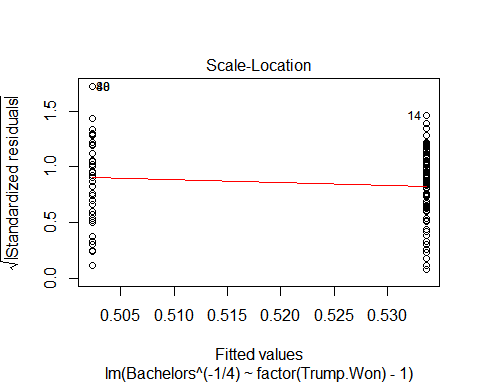 Scale-Location
√|Standardized residuals|
0.0 0.5 1.0 1.5
14
0.505 0.510 0.515 0.520 0.525 0.530
Fitted values
lm(Bachelors^(-1/4) ~ factor(Trump.Won) - 1)